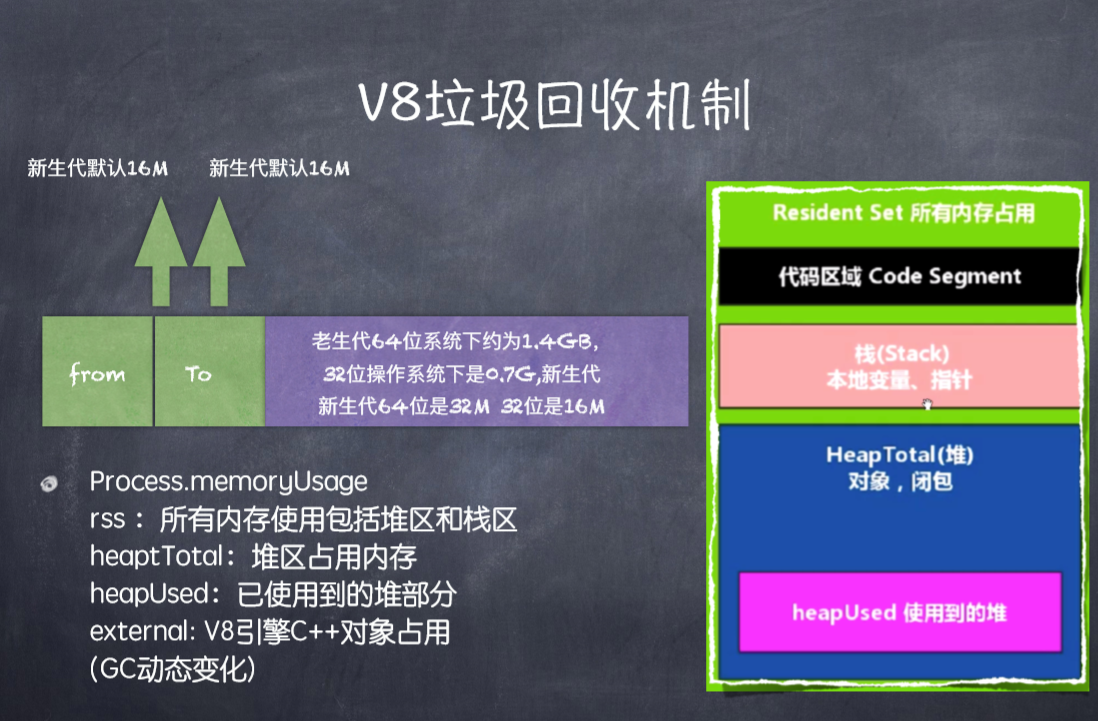 V8垃圾回收机制
新生代默认16M
新生代默认16M
from
To
老生代64位系统下约为1.4GB,
32位操作系统下是0.7G,新生代
新生代64位是32M 32位是16M
Process.memoryUsage
rss：所有内存使用包括堆区和栈区
heaptTotal：堆区占用内存
heapUsed：已使用到的堆部分
external: V8引擎C++对象占用
(GC动态变化)
Resident Set 所有内存占用
代码区域 Code Segment
栈(Stack)
本地变量、指针
HeapTotal(堆)
对象，闭包
heapUsed 使用到的堆